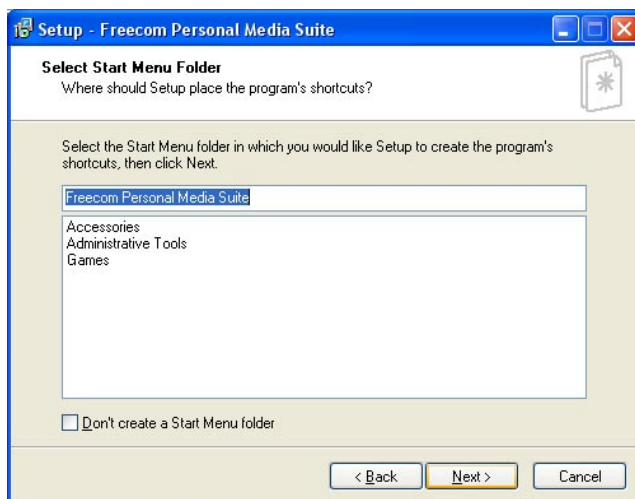 Setup - Freecom Personal Media Suite
Select Start Menu Folder
Where should Setup place the program's shortcuts?
Select the Start Menu folder in which you would like Setup to create the program's
shortcuts, then click Next.
Freecom Personal Media Suite
Accessories
Administrative Tools
Games
Don't create a Start Menu folder
< Back Next > Cancel